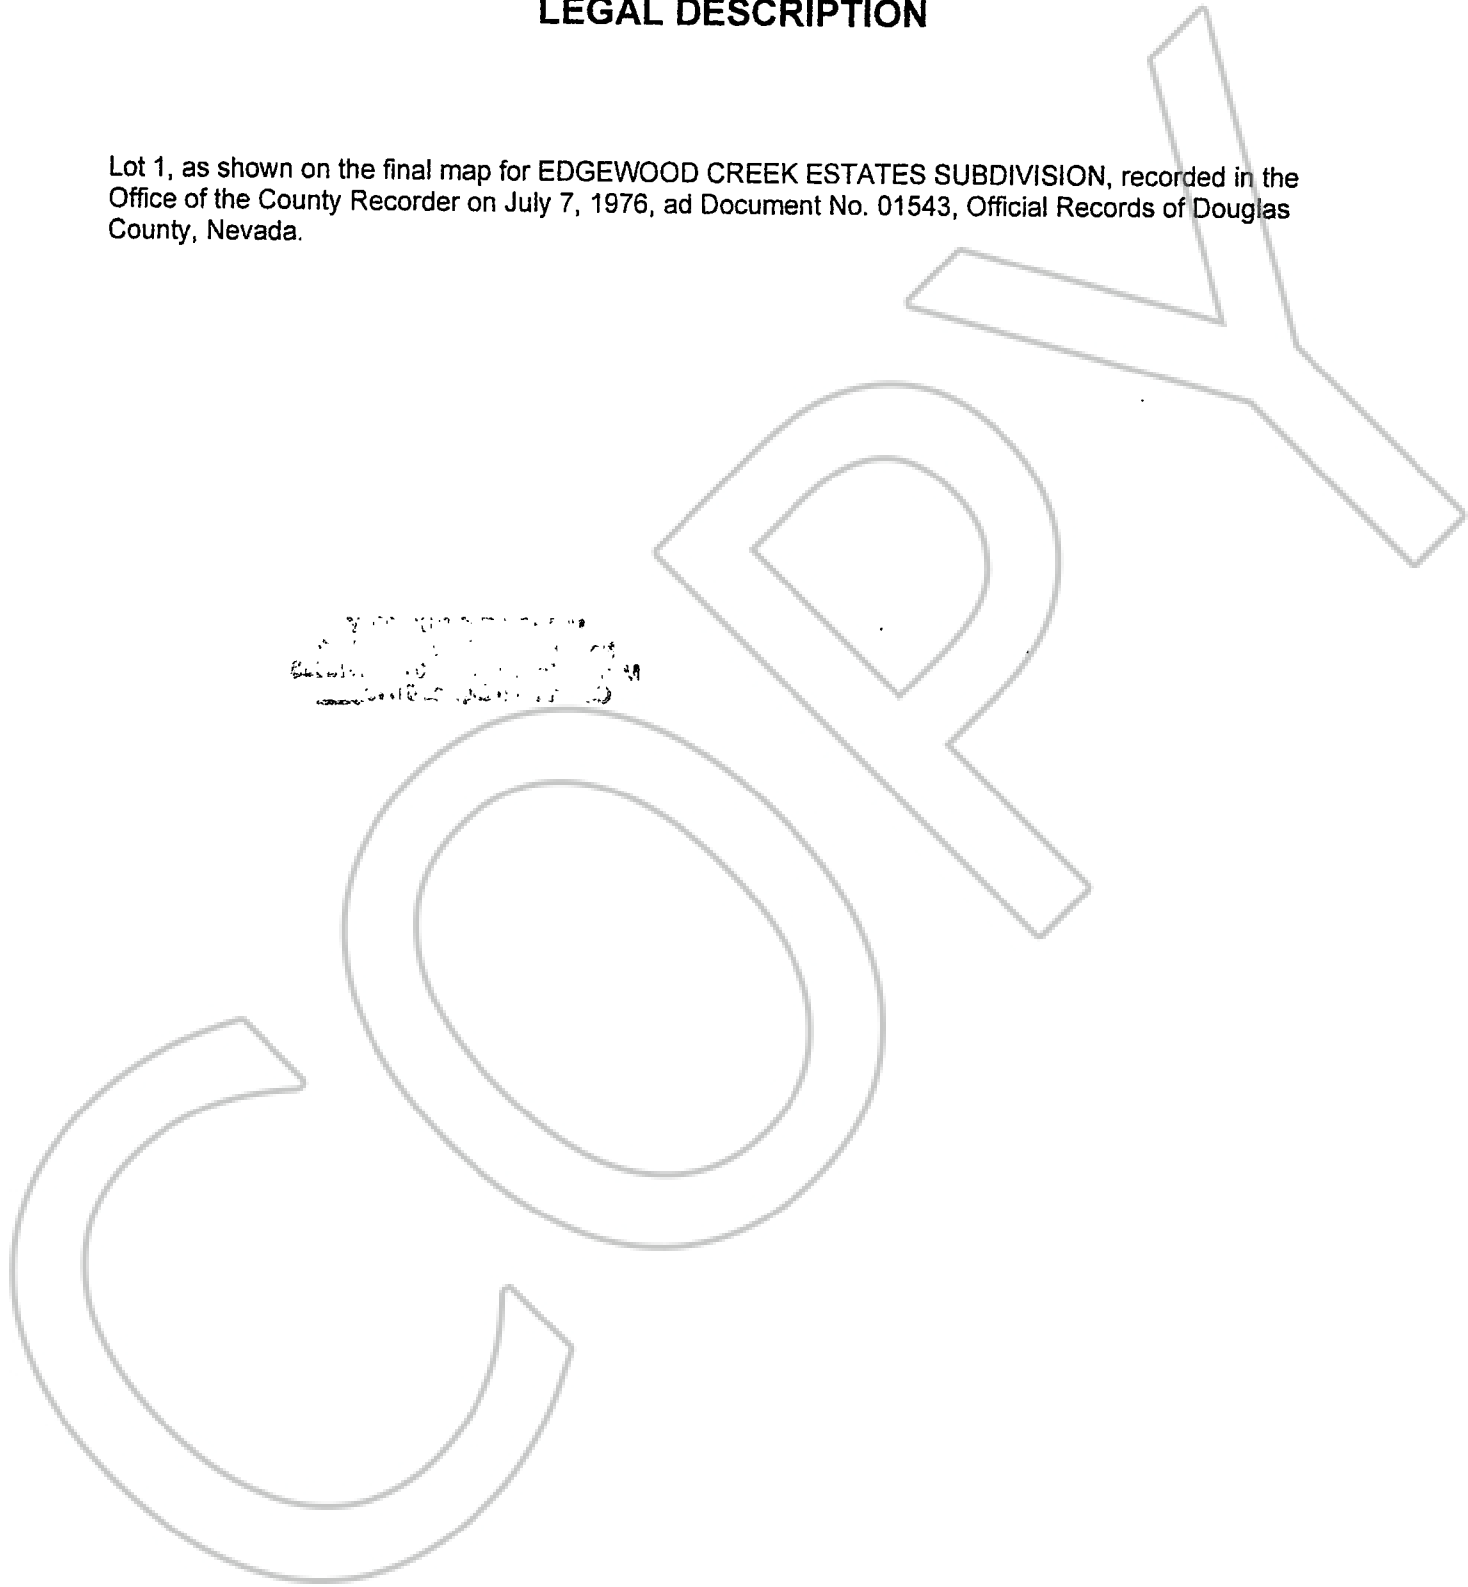 LEGAL DESCRIPTION
Lot 1, as shown on the final map for EDGEWOOD CREEK ESTATES SUBDIVISION, recorded in the
Office of the County Recorder on July 7, 1976, ad Document No. 01543, Official Records of Douglas
County, Nevada.
COPY